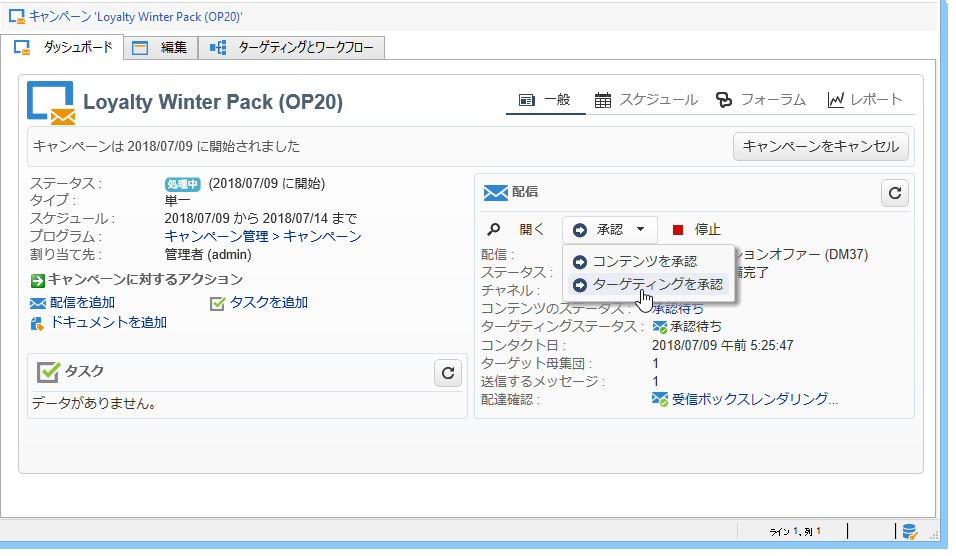 キャンペーン 'Loyalty Winter Pack (OP20)'
ダッシュボード 編集 ターゲティングとワークフロー
Loyalty Winter Pack (OP20)
一般 スケジュール フォーラム レポート
キャンペーンは 2018/07/09 に開始されました
キャンペーンをキャンセル
ステータス : 処理中 (2018/07/09 に開始)
タイプ : 単一
スケジュール : 2018/07/09 から 2018/07/14 まで
プログラム : キャンペーン管理 > キャンペーン
割り当て先 : 管理者 (admin)
キャンペーンに対するアクション
配信を追加 タスクを追加
ドキュメントを追加
タスク
データがありません。
配信
開く 承認 停止
コンテンツを承認
ターゲティングを承認
配信 : ションオファー (DM37)
ステータス : 完了
チャネル :
コンテンツのステータス : 承認待ち
ターゲティングステータス : 承認待ち
コンタクト日 : 2018/07/09 午前 5:25:47
ターゲット母集団 : 1
送信するメッセージ : 1
配達確認 : 受信ボックスレンダリング...
ライン 1、列 1